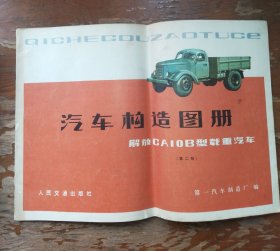 QICHEGOUZAOTUCE
汽车构造图册
解放CA10B型载重汽车
(第二版)
人民交通出版社
第一汽车制造厂 编